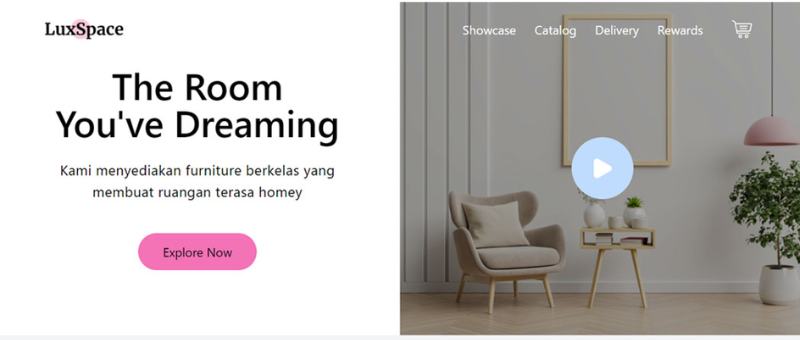 LuxSpace
Showcase Catalog Delivery Rewards
The Room
You've Dreaming
Kami menyediakan furniture berkelas yang
membuat ruangan terasa homey
Explore Now